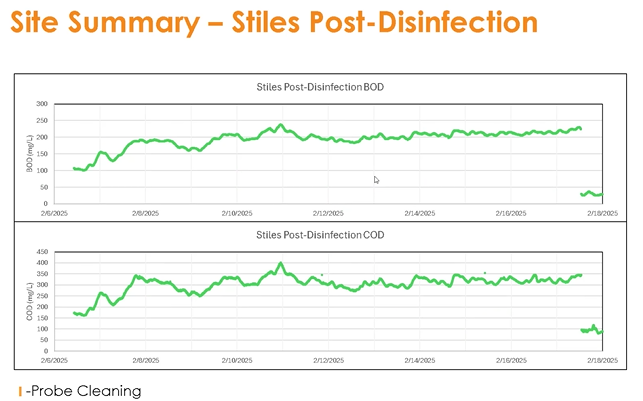 Site Summary – Stiles Post-Disinfection
Stiles Post-Disinfection BOD
300
250
200
150
100
50
0
BOD (mg/L)
2/6/2025 2/8/2025 2/10/2025 2/12/2025 2/14/2025 2/16/2025 2/18/2025
Stiles Post-Disinfection COD
450
400
350
300
250
200
150
100
50
0
COD (mg/L)
2/6/2025 2/8/2025 2/10/2025 2/12/2025 2/14/2025 2/16/2025 2/18/2025
I -Probe Cleaning